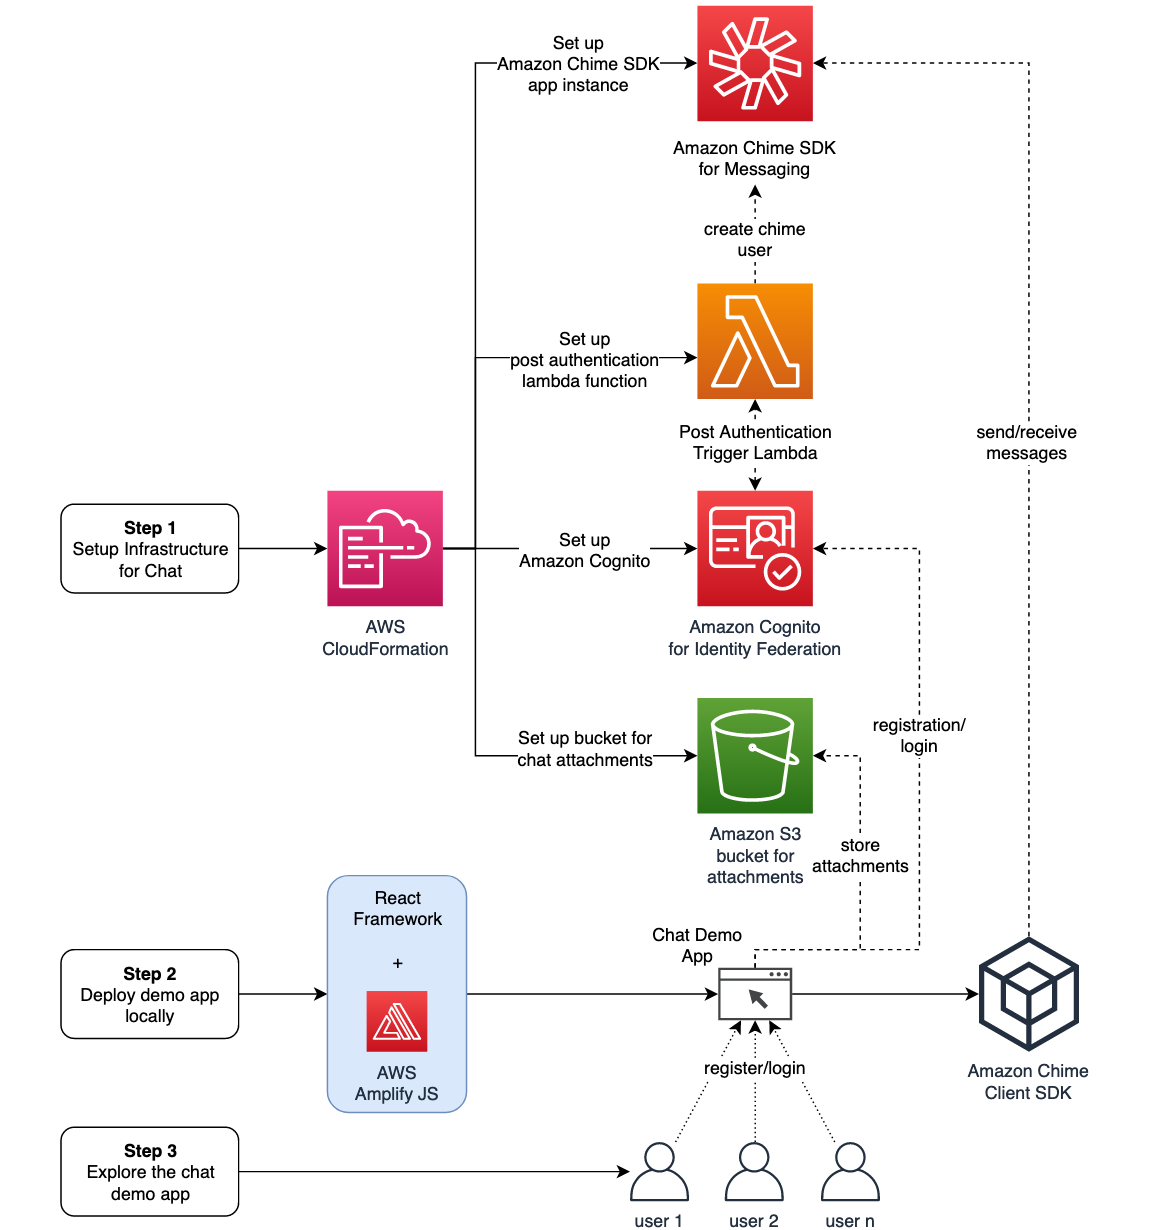 Set up
Amazon Chime SDK
app instance
Amazon Chime SDK
for Messaging
create chime
user
Set up
post authentication
lambda function
Post Authentication
Trigger Lambda
send/receive
messages
Step 1
Setup Infrastructure
for Chat
AWS
CloudFormation
Set up
Amazon Cognito
Amazon Cognito
for Identity Federation
registration/
login
Set up bucket for
chat attachments
Amazon S3
bucket for
attachments
store
attachments
React
Framework
+
AWS
Amplify JS
Step 2
Deploy demo app
locally
Chat Demo
App
Amazon Chime
Client SDK
register/login
Step 3
Explore the chat
demo app
user 1
user 2
user n